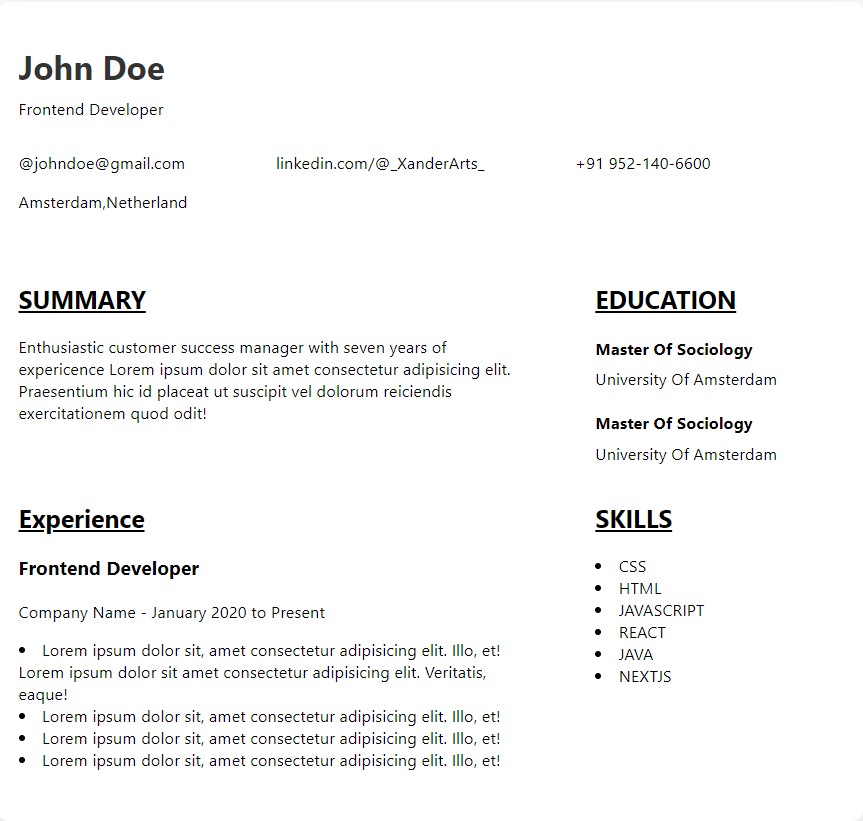 John Doe
Frontend Developer
@johndoe@gmail.com
linkedin.com/@_XanderArts_
+91 952-140-6600
Amsterdam,Netherland
SUMMARY
Enthusiastic customer success manager with seven years of
expericence Lorem ipsum dolor sit amet consectetur adipisicing elit.
Praesentium hic id placeat ut suscipit vel dolorum reiciendis
exercitationem quod odit!
EDUCATION
Master Of Sociology
University Of Amsterdam
Master Of Sociology
University Of Amsterdam
Experience
Frontend Developer
Company Name - January 2020 to Present
• Lorem ipsum dolor sit, amet consectetur adipisicing elit. Illo, et!
Lorem ipsum dolor sit amet consectetur adipisicing elit. Veritatis,
eaque!
• Lorem ipsum dolor sit, amet consectetur adipisicing elit. Illo, et!
• Lorem ipsum dolor sit, amet consectetur adipisicing elit. Illo, et!
• Lorem ipsum dolor sit, amet consectetur adipisicing elit. Illo, et!
SKILLS
• CSS
• HTML
• JAVASCRIPT
• REACT
• JAVA
• NEXTJS